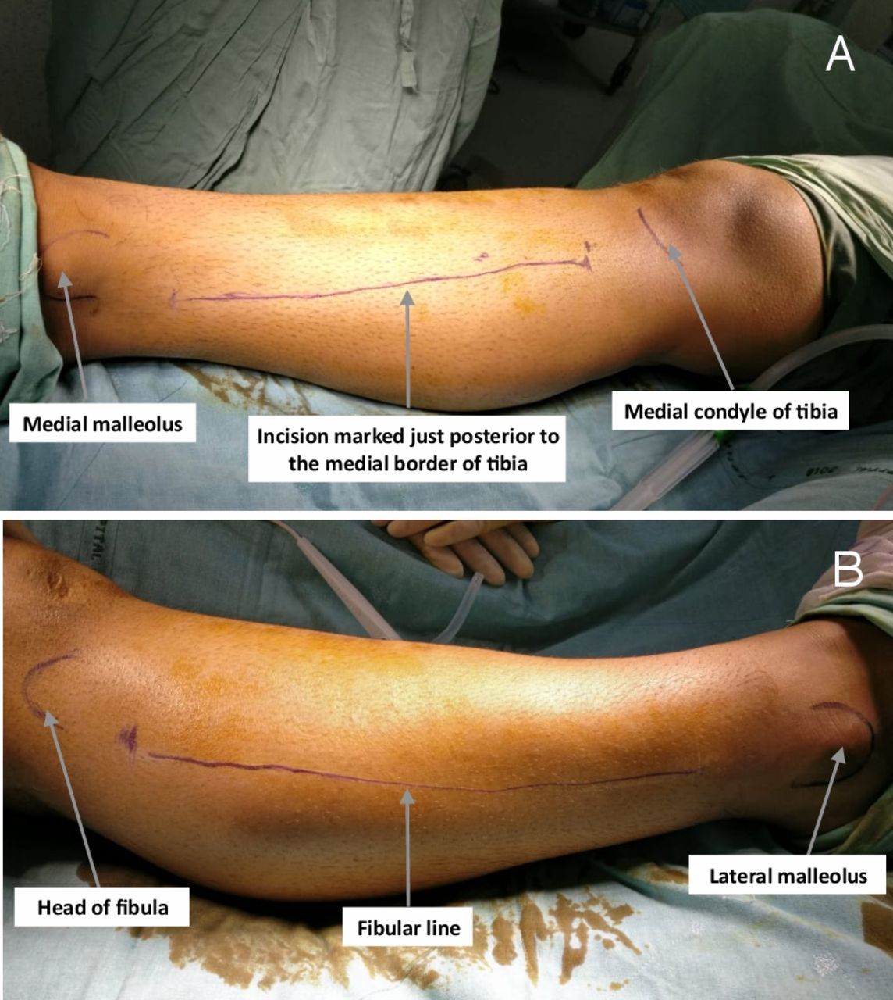 A
Medial malleolus
Incision marked just posterior to
the medial border of tibia
Medial condyle of tibia
2018
B
Head of fibula
Fibular line
Lateral malleolus